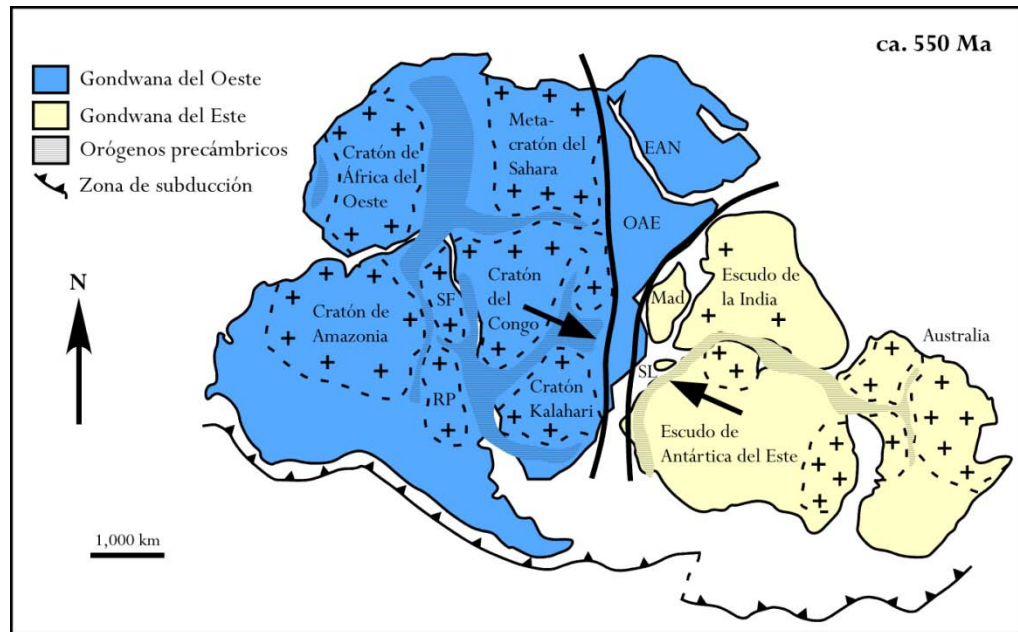 ca. 550 Ma
Gondwana del Oeste
Gondwana del Este
Orógenos precámbricos
Zona de subducción
Cratón de
África del
Oeste
Meta-
cratón del
Sahara
EAN
OAE
N
Cratón de
Amazonia
SF
Cratón
del
Congo
Mad
Escudo de
la India
Australia
RP
Cratón
Kalahari
SL
Escudo de
Antártica del Este
1,000 km